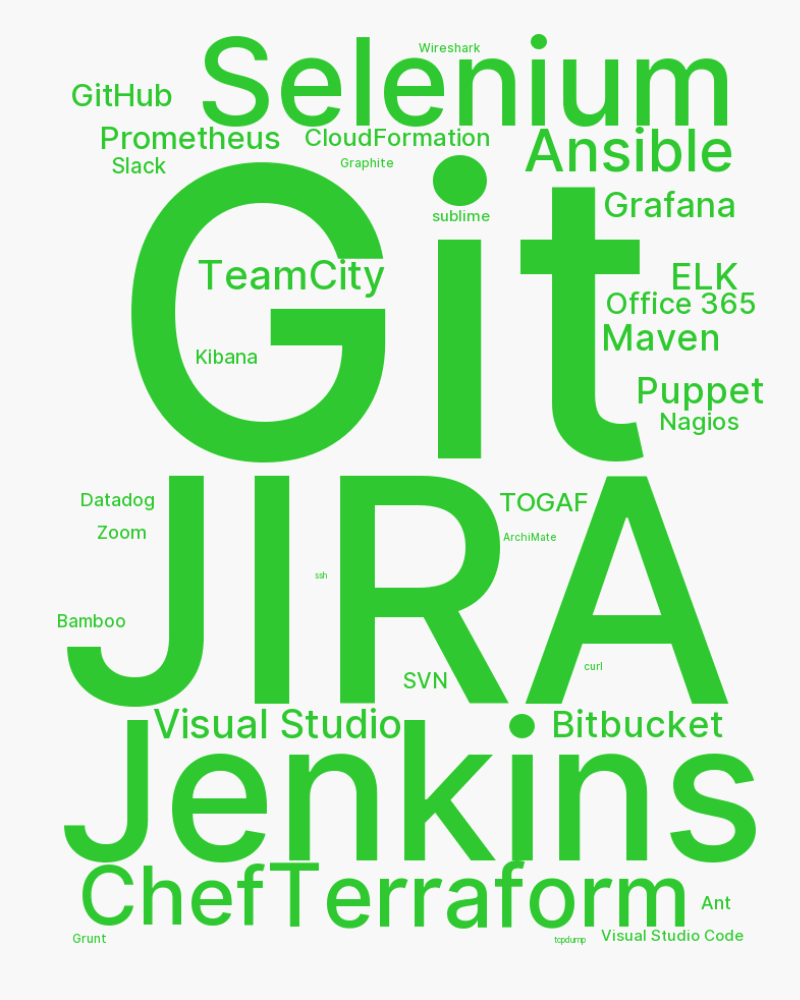 Selenium
Wireshark
GitHub
Prometheus
CloudFormation
Ansible
Slack
Graphite
Git
sublime
Grafana
TeamCity
ELK
Office 365
Maven
Kibana
Puppet
Nagios
JIRA
Datadog
TOGAF
Zoom
ArchiMate
ssh
Bamboo
curl
SVN
Visual Studio
Bitbucket
Jenkins
Chef
Terraform
Ant
Grunt
tcpdump
Visual Studio Code